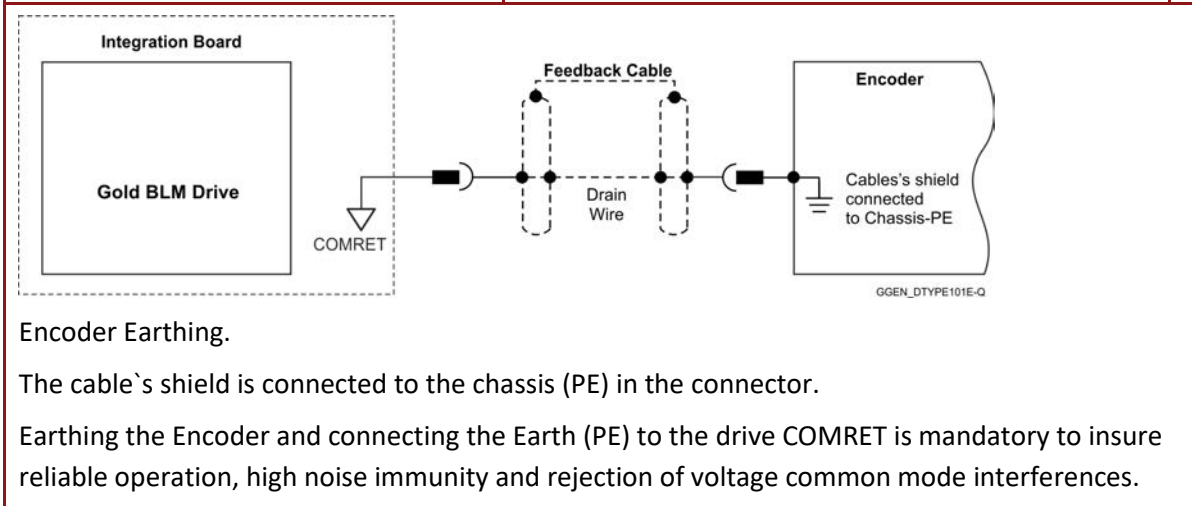 Integration Board
Feedback Cable
Encoder
Gold BLM Drive
Drain
Wire
Cables's shield
connected
to Chassis-PE
COMRET
GGEN_DTYPE101E-Q
Encoder Earthing.
The cable`s shield is connected to the chassis (PE) in the connector.
Earthing the Encoder and connecting the Earth (PE) to the drive COMRET is mandatory to insure
reliable operation, high noise immunity and rejection of voltage common mode interferences.